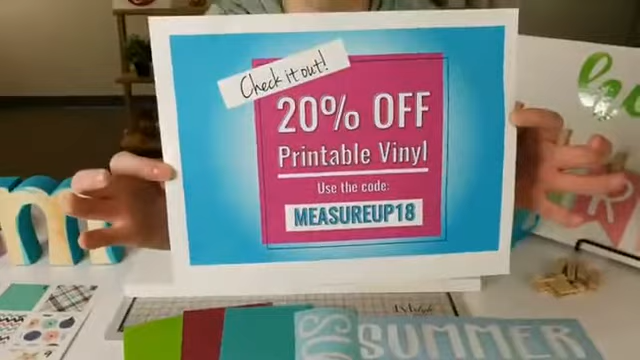 Check it out!
20% OFF
Printable Vinyl
Use the code:
MEASUREUP18
SUMMER